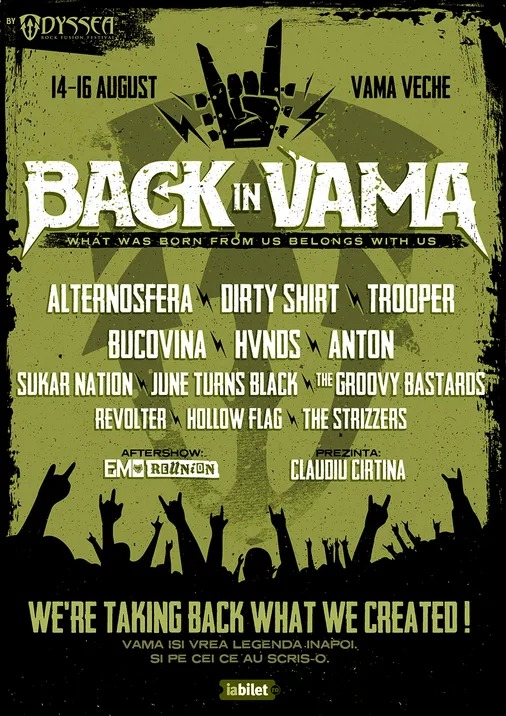 BY ODYSSEA
ROCK FUSION FESTIVAL
14-16 AUGUST
VAMA VECHE
BACK IN VAMA
WHAT WAS BORN FROM US BELONGS WITH US
ALTERNOSFERA DIRTY SHIRT TROOPER
BUCOVINA HVNDS ANTON
SUKAR NATION JUNE TURNS BLACK THE GROOVY BASTARDS
REVOLTER HOLLOW FLAG THE STRIZZERS
AFTERSHOW:
EMO REUNION
PREZINTA:
CLAUDIU CIRTINA
WE'RE TAKING BACK WHAT WE CREATED!
VAMA ISI VREA LEGENDA INAPOI.
SI PE CEI CE AU SCRIS-O.
iabilet.ro